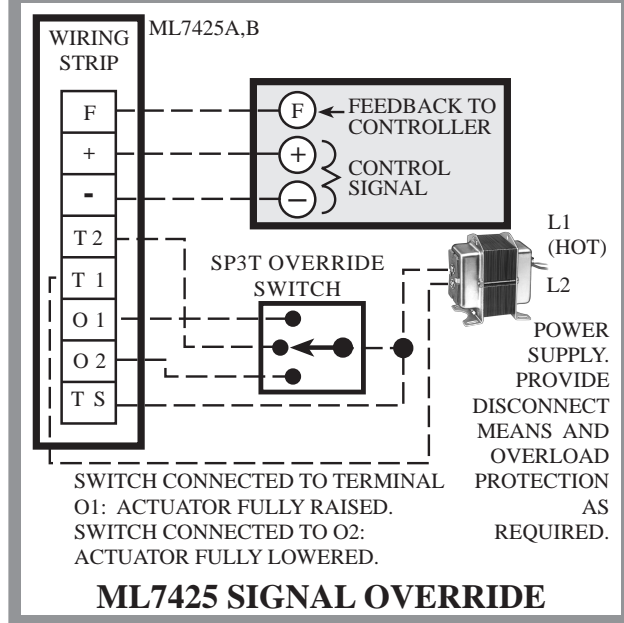 ML7425A,B
WIRING
STRIP
F
+
-
T 2
T 1
O 1
O 2
T S
F
FEEDBACK TO
CONTROLLER
+
CONTROL
SIGNAL
−
SP3T OVERRIDE
SWITCH
L1
(HOT)
L2
POWER
SUPPLY.
PROVIDE
DISCONNECT
MEANS AND
OVERLOAD
PROTECTION
AS
REQUIRED.
SWITCH CONNECTED TO TERMINAL
O1: ACTUATOR FULLY RAISED.
SWITCH CONNECTED TO O2:
ACTUATOR FULLY LOWERED.
ML7425 SIGNAL OVERRIDE